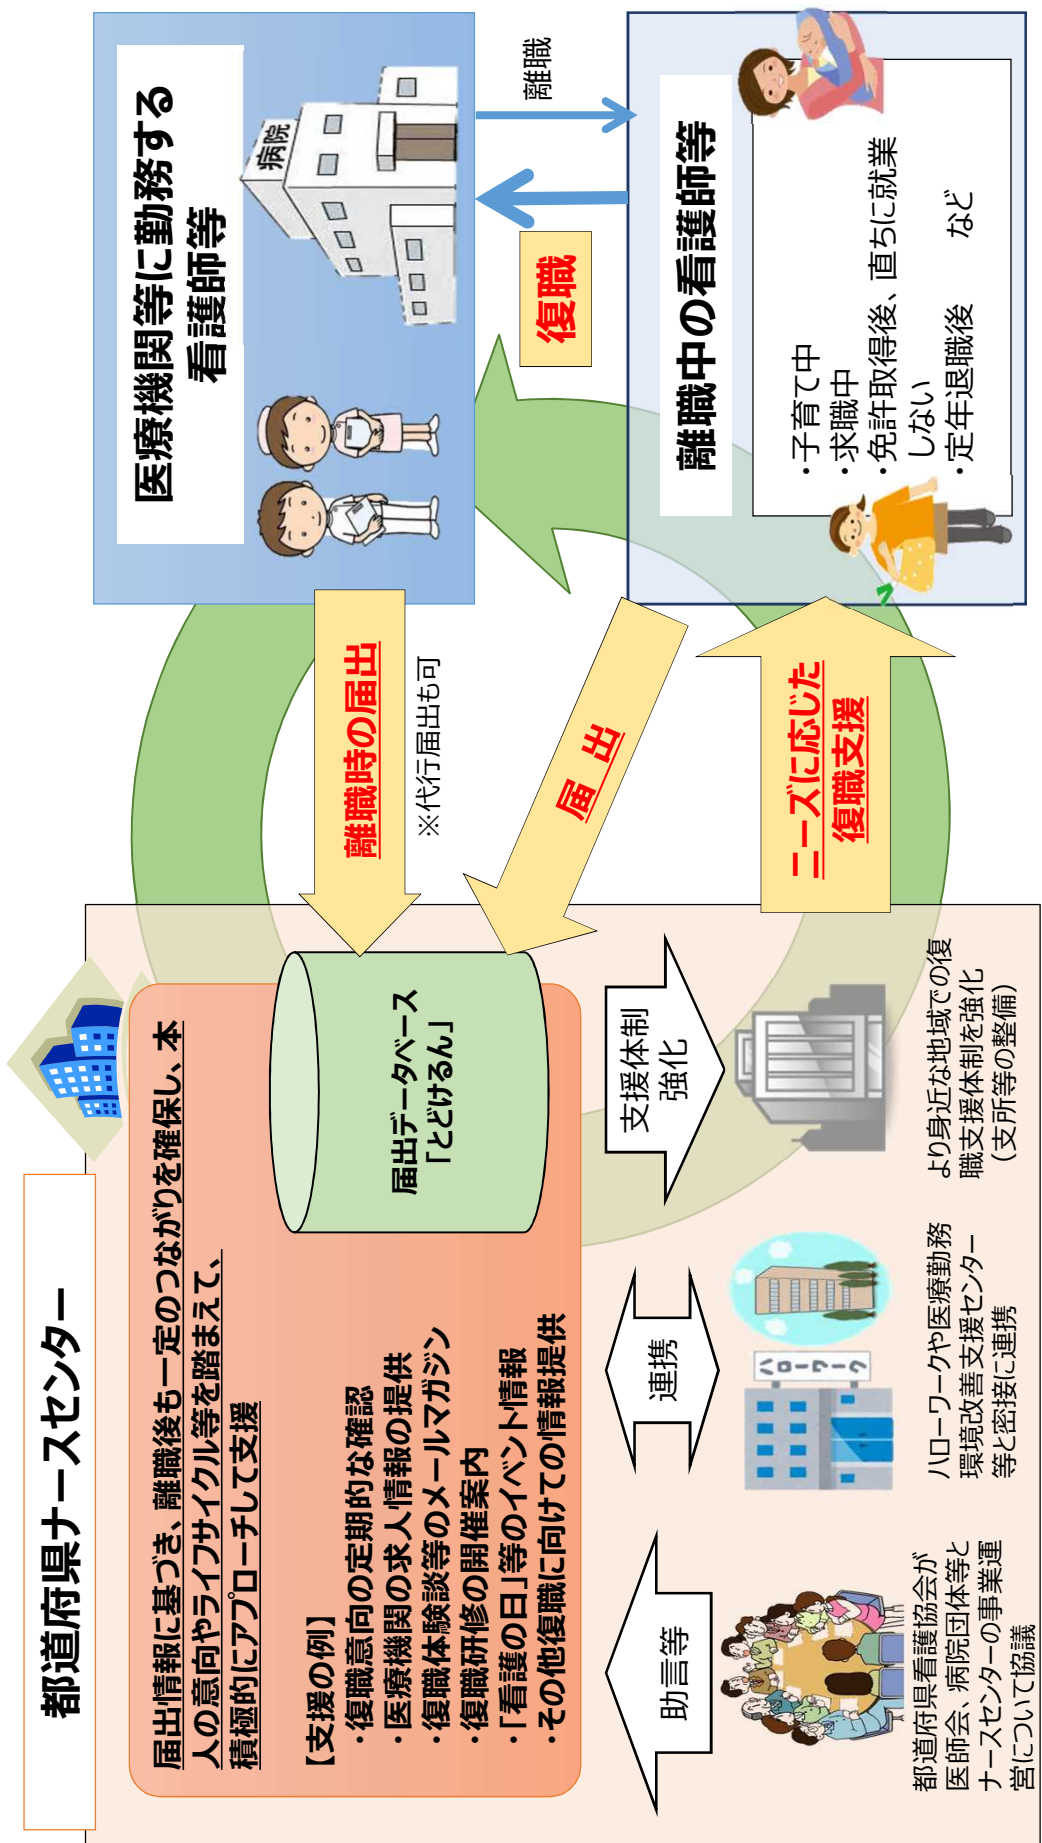 都道府県ナースセンター
届出情報に基づき、離職後も一定のつながりを確保し、本
人の意向やライフサイクル等を踏まえて、
積極的にアプローチして支援
【支援の例】
・復職意向の定期的な確認
・医療機関の求人情報の提供
・復職体験談等のメールマガジン
・復職研修の開催案内
・「看護の日」等のイベント情報
・その他復職に向けての情報提供
届出データベース
「とどけるん」
助言等
連携
支援体制
強化
都道府県看護協会が
医師会、病院団体等と
ナースセンターの事業運
営について協議
ハローワーク
ハローワークや医療勤務
環境改善支援センター
等と密接に連携
より身近な地域での復
職支援体制を強化
（支所等の整備）
離職時の届出
※代行届出も可
届 出
ニーズに応じた
復職支援
医療機関等に勤務する
看護師等
病院
復職
離職
離職中の看護師等
・子育て中
・求職中
・免許取得後、直ちに就業
しない
・定年退職後 など